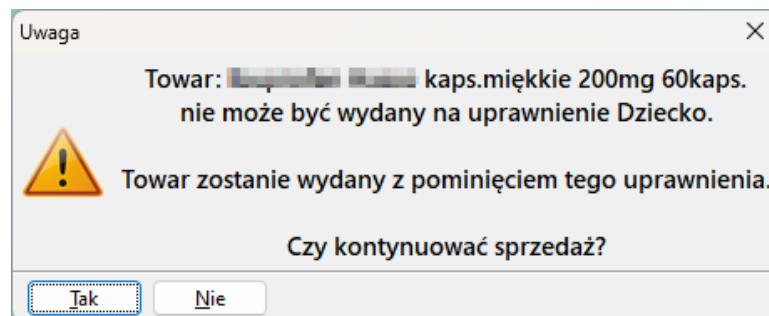 Uwaga
Towar: kaps.miękkie 200mg 60kaps.
nie może być wydany na uprawnienie Dziecko.
Towar zostanie wydany z pominięciem tego uprawnienia.
Czy kontynuować sprzedaż?
Tak
Nie